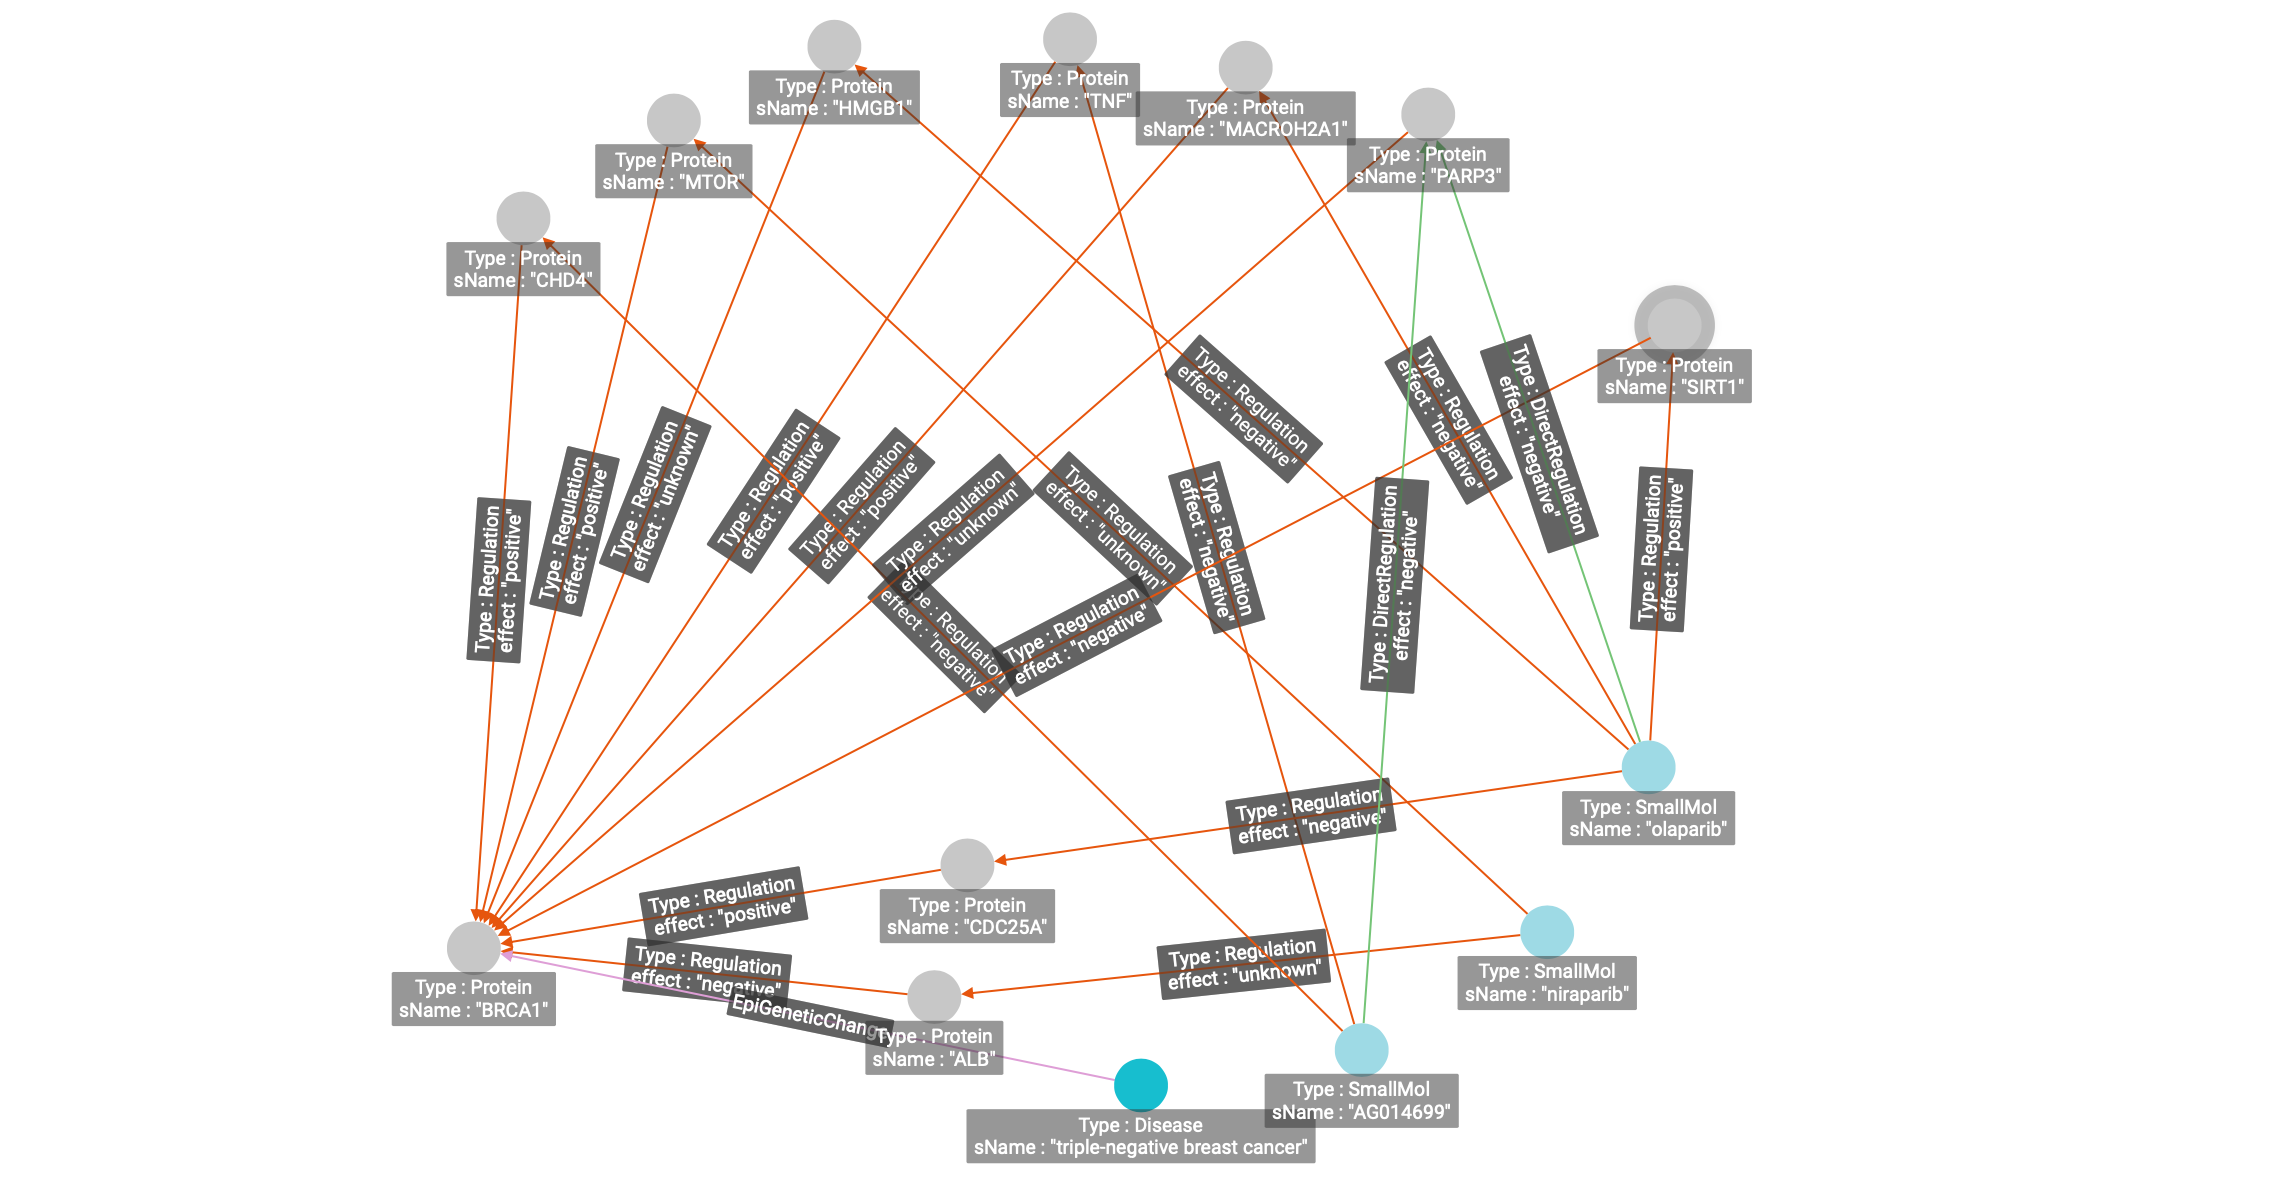 Type : Protein
sName : "HMGB1"
Type : Protein
sName : "TNF"
Type : Protein
sName : "MACROH2A1"
Type : Protein
sName : "MTOR"
Type : Protein
sName : "PARP3"
Type : Protein
sName : "CHD4"
Type : Protein
sName : "SIRT1"
Type : Regulation
effect : "negative"
Type : Regulation
effect : "negative"
Type : DirectRegulation
effect : "negative"
Type : Regulation
effect : "positive"
Type : Regulation
effect : "positive"
Type : Regulation
effect : "unknown"
Type : Regulation
effect : "positive"
Type : Regulation
effect : "positive"
Type : Regulation
effect : "unknown"
Type : Regulation
effect : "unknown"
Type : Regulation
effect : "negative"
Type : DirectRegulation
effect : "negative"
Type : Regulation
effect : "positive"
Type : Regulation
effect : "negative"
Type : Regulation
effect : "negative"
Type : SmallMol
sName : "olaparib"
Type : Regulation
effect : "negative"
Type : Regulation
effect : "positive"
Type : Protein
sName : "CDC25A"
Type : Regulation
effect : "negative"
Type : Regulation
effect : "unknown"
Type : SmallMol
sName : "niraparib"
Type : Protein
sName : "BRCA1"
EpiGeneticChange
Type : Protein
sName : "ALB"
Type : SmallMol
sName : "AG014699"
Type : Disease
sName : "triple-negative breast cancer"